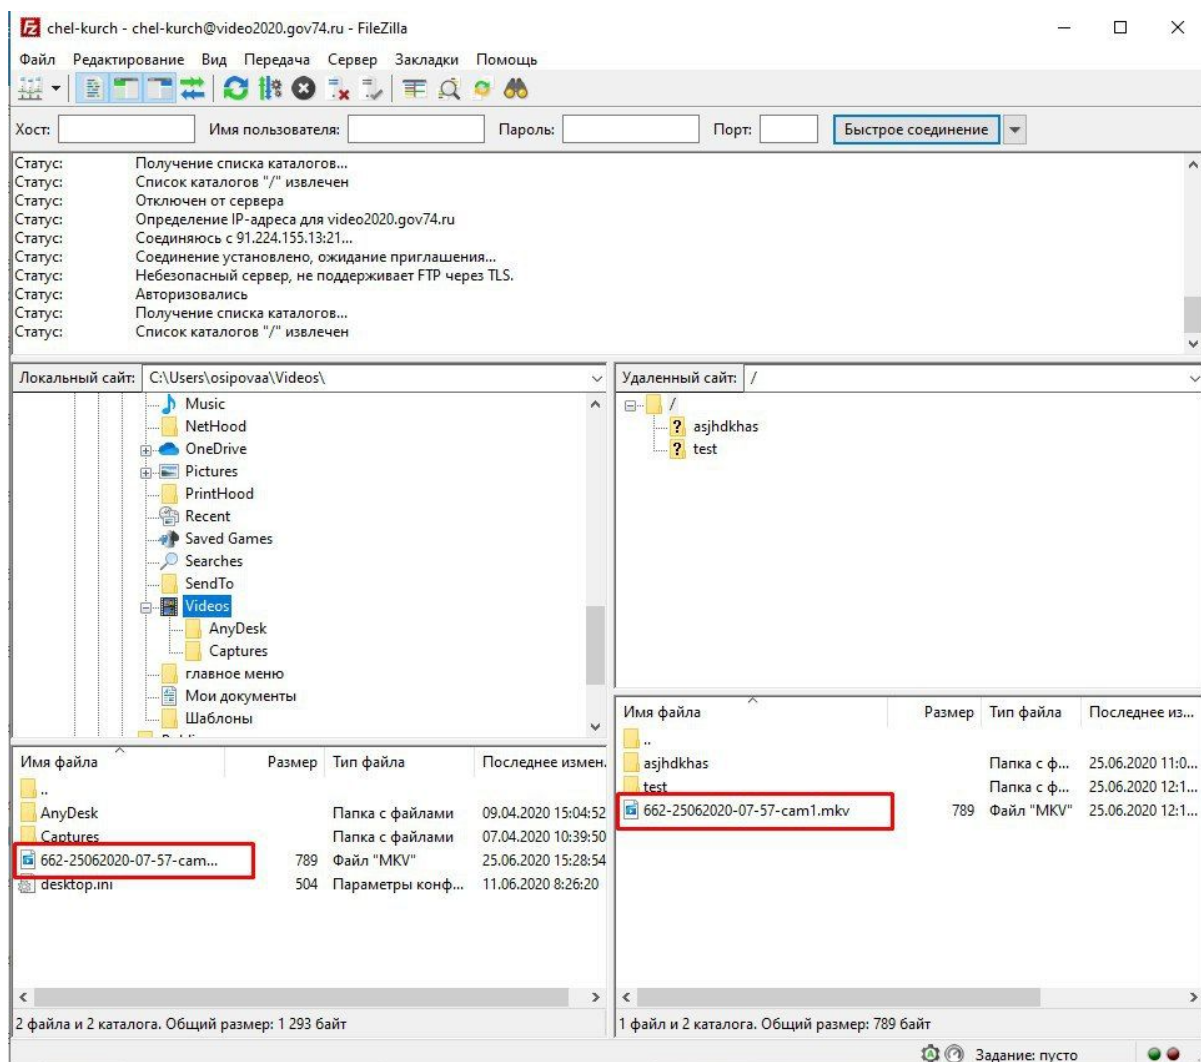 chel-kurch - chel-kurch@video2020.gov74.ru - FileZilla
Файл Редактирование Вид Передача Сервер Закладки Помощь
Хост: Имя пользователя: Пароль: Порт: Быстрое соединение
Статус: Получение списка каталогов...
Статус: Список каталогов "/" извлечен
Статус: Отключен от сервера
Статус: Определение IP-адреса для video2020.gov74.ru
Статус: Соединяюсь с 91.224.155.13:21...
Статус: Соединение установлено, ожидание приглашения...
Статус: Небезопасный сервер, не поддерживает FTP через TLS.
Статус: Авторизовались
Статус: Получение списка каталогов...
Статус: Список каталогов "/" извлечен
Локальный сайт: C:\Users\osipovaa\Videos\
Music
NetHood
OneDrive
Pictures
PrintHood
Recent
Saved Games
Searches
SendTo
Videos
AnyDesk
Captures
главное меню
Мои документы
Шаблоны
Имя файла Размер Тип файла Последнее измен.
..
AnyDesk Папка с файлами 09.04.2020 15:04:52
Captures Папка с файлами 07.04.2020 10:39:50
662-25062020-07-57-cam... 789 Файл "MKV" 25.06.2020 15:28:54
desktop.ini 504 Параметры конф... 11.06.2020 8:26:20
2 файла и 2 каталога. Общий размер: 1 293 байт
Удаленный сайт: /
/
asjhdkhas
test
Имя файла Размер Тип файла Последнее из...
..
asjhdkhas Папка с ф... 25.06.2020 11:0...
test Папка с ф... 25.06.2020 12:1...
662-25062020-07-57-cam1.mkv 789 Файл "MKV" 25.06.2020 12:1...
1 файл и 2 каталога. Общий размер: 789 байт
Задание: пусто